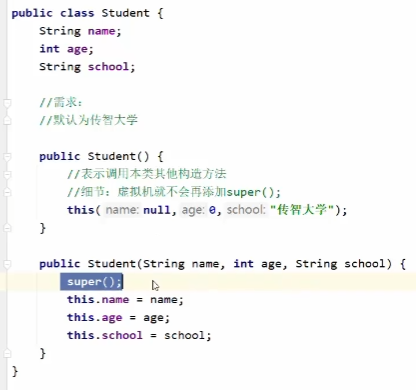 public class Student {
String name;
int age;
String school;
//需求:
//默认为传智大学
public Student() {
//表示调用本类其他构造方法
//细节: 虚拟机就不会再添加super();
this( name: null, age: 0, school: "传智大学");
}
public Student(String name, int age, String school) {
super();
this.name = name;
this.age = age;
this.school = school;
}
}